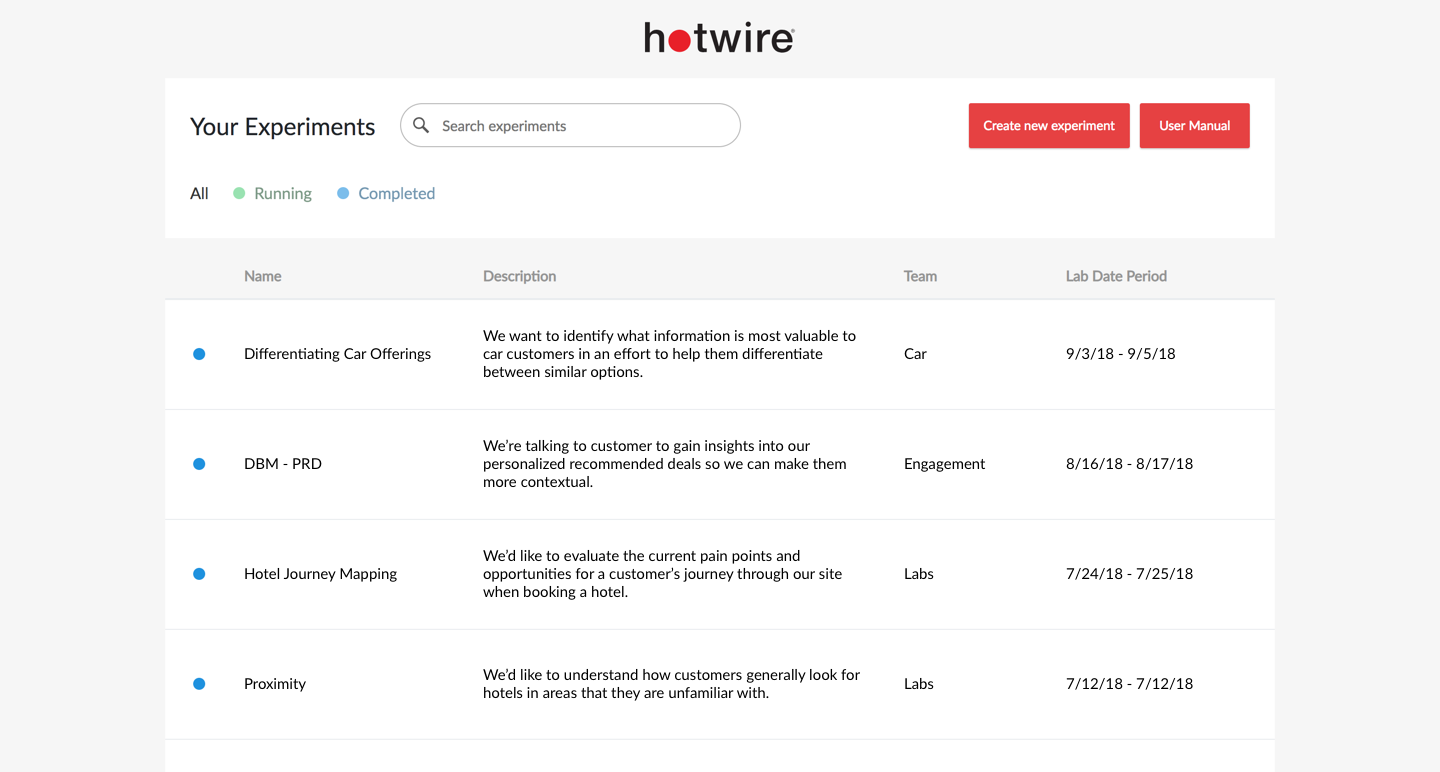 hotwire
Your Experiments
Search experiments
Create new experiment
User Manual
All
Running
Completed
Name
Description
Team
Lab Date Period
Differentiating Car Offerings
We want to identify what information is most valuable to
car customers in an effort to help them differentiate
between similar options.
Car
9/3/18 - 9/5/18
DBM - PRD
We’re talking to customer to gain insights into our
personalized recommended deals so we can make them
more contextual.
Engagement
8/16/18 - 8/17/18
Hotel Journey Mapping
We’d like to evaluate the current pain points and
opportunities for a customer’s journey through our site
when booking a hotel.
Labs
7/24/18 - 7/25/18
Proximity
We’d like to understand how customers generally look for
hotels in areas that they are unfamiliar with.
Labs
7/12/18 - 7/12/18